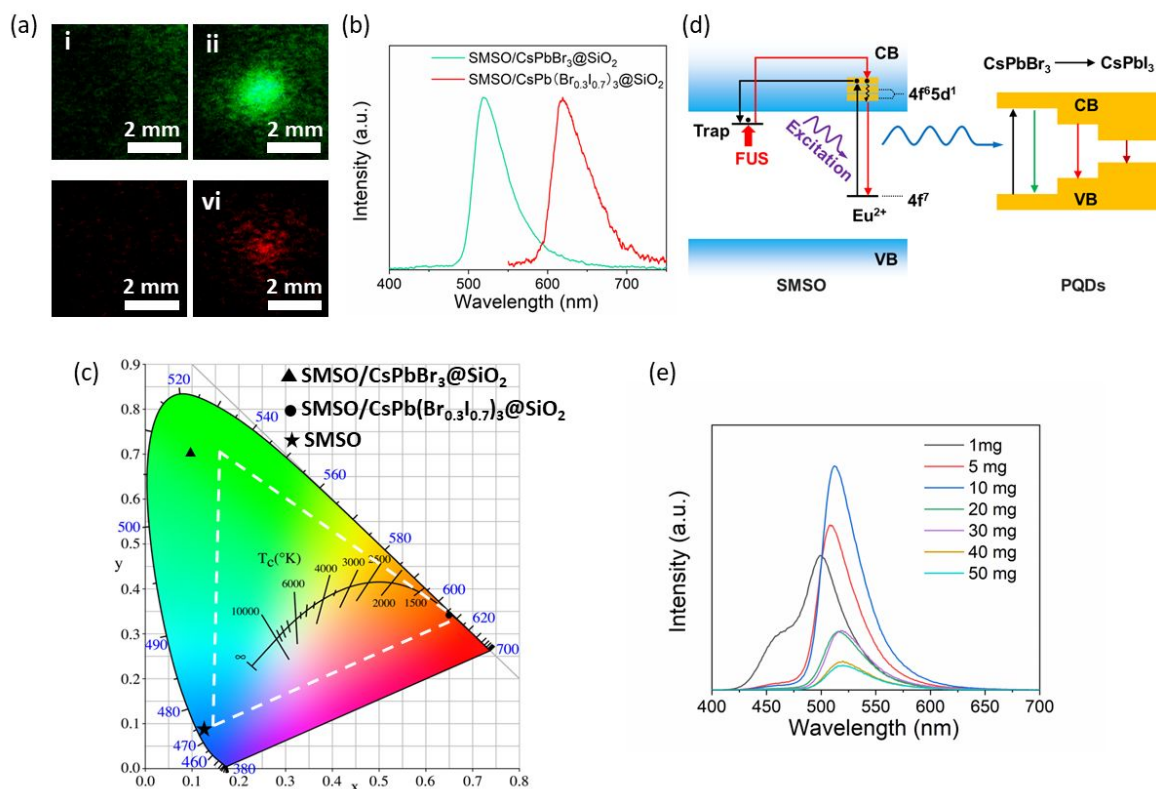 (a)
i
2 mm
ii
2 mm
2 mm
vi
2 mm
(b)
SMSO/CsPbBr₃@SiO₂
SMSO/CsPb(Br₀.₃I₀.₇)₃@SiO₂
Intensity (a.u.)
400 500 600 700
Wavelength (nm)
(d)
CB
4f⁶5d¹
Trap
FUS
Excitation
4f⁷
Eu²⁺
VB
SMSO
CsPbBr₃ → CsPbI₃
CB
VB
PQDs
(c)
▲ SMSO/CsPbBr₃@SiO₂
● SMSO/CsPb(Br₀.₃I₀.₇)₃@SiO₂
★ SMSO
0.9
0.8
0.7
0.6
0.5
0.4
0.3
0.2
0.1
0.0
y
0.0 0.1 0.2 0.3 0.4 0.5 0.6 0.7 0.8
x
520
540
560
580
600
620
700
500
490
480
470
460
380
T_C(°K)
∞
10000
6000
4000
3000
2500
2000
1500
(e)
1mg
5 mg
10 mg
20 mg
30 mg
40 mg
50 mg
Intensity (a.u.)
400 450 500 550 600 650 700
Wavelength (nm)